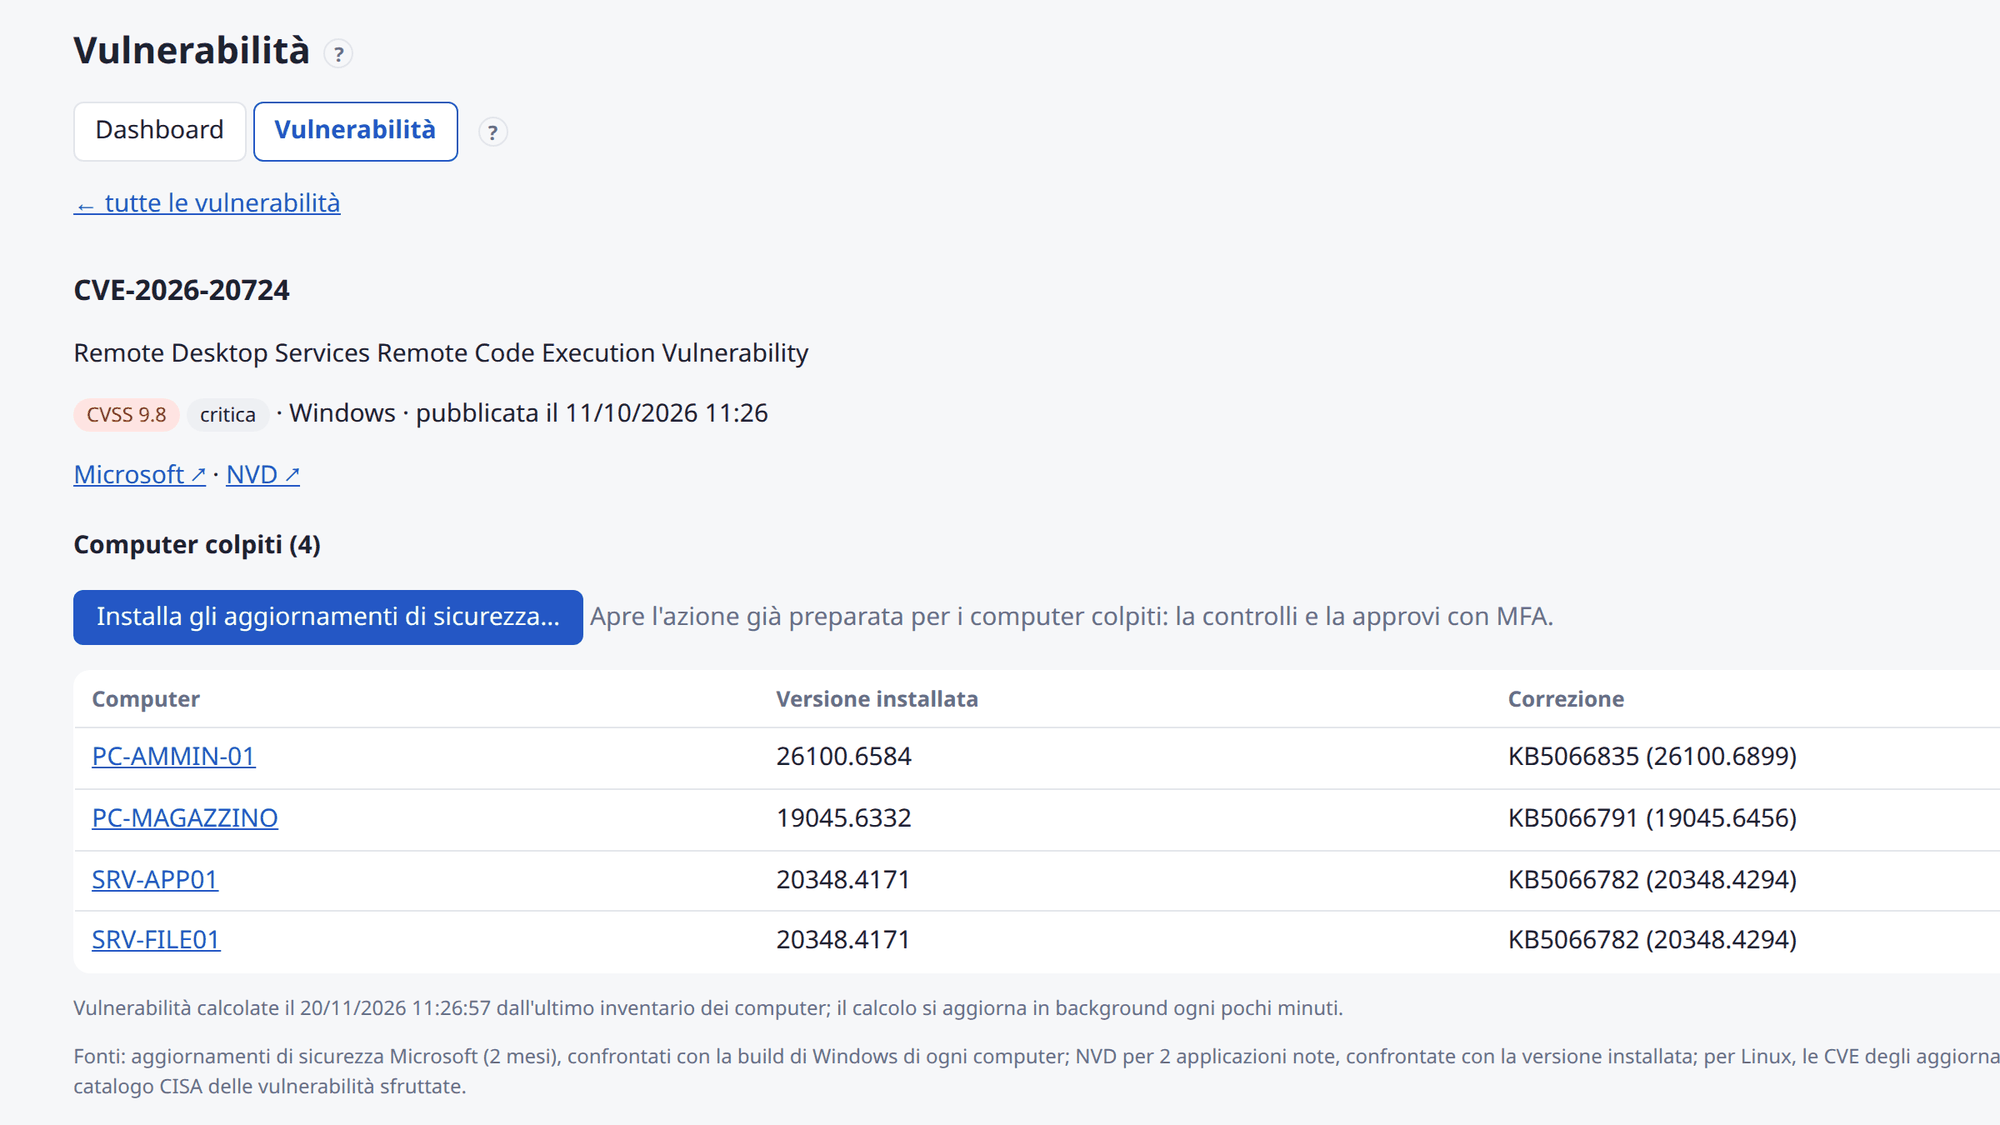 Vulnerabilità ?
Dashboard Vulnerabilità ?
← tutte le vulnerabilità
CVE-2026-20724
Remote Desktop Services Remote Code Execution Vulnerability
CVSS 9.8 critica · Windows · pubblicata il 11/10/2026 11:26
Microsoft ↗ · NVD ↗
Computer colpiti (4)
Installa gli aggiornamenti di sicurezza... Apre l'azione già preparata per i computer colpiti: la controlli e la approvi con MFA.
Computer Versione installata Correzione
PC-AMMIN-01 26100.6584 KB5066835 (26100.6899)
PC-MAGAZZINO 19045.6332 KB5066791 (19045.6456)
SRV-APP01 20348.4171 KB5066782 (20348.4294)
SRV-FILE01 20348.4171 KB5066782 (20348.4294)
Vulnerabilità calcolate il 20/11/2026 11:26:57 dall'ultimo inventario dei computer; il calcolo si aggiorna in background ogni pochi minuti.
Fonti: aggiornamenti di sicurezza Microsoft (2 mesi), confrontati con la build di Windows di ogni computer; NVD per 2 applicazioni note, confrontate con la versione installata; per Linux, le CVE degli
catalogo CISA delle vulnerabilità sfruttate.